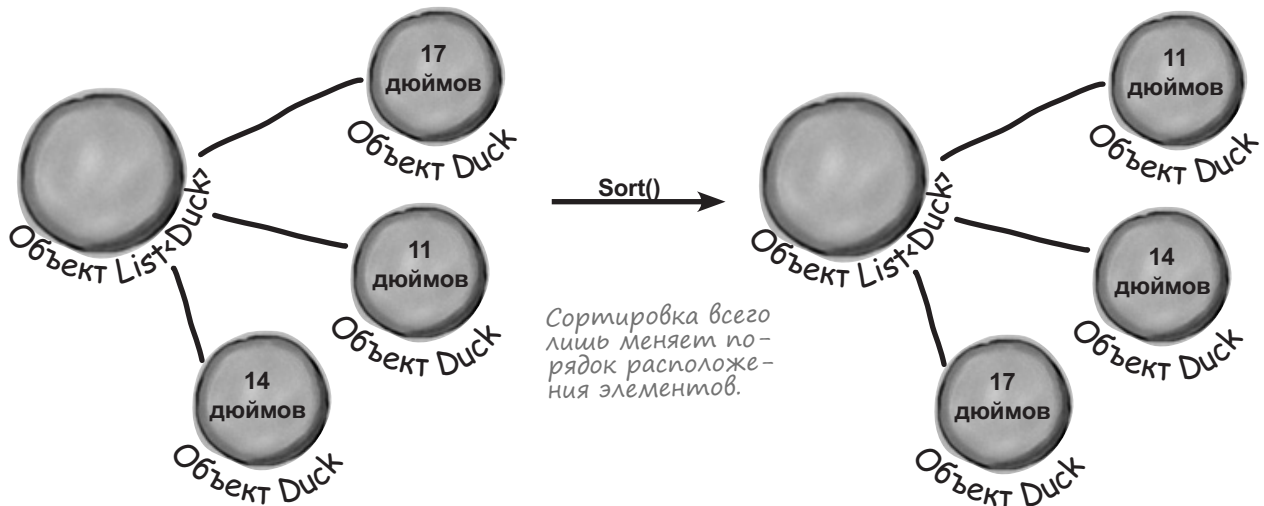 17
дюймов
Объект Duck
Объект List<Duck>
11
дюймов
Объект Duck
14
дюймов
Объект Duck
Sort()
Сортировка всего
лишь меняет по-
рядок расположе-
ния элементов.
11
дюймов
Объект Duck
Объект List<Duck>
14
дюймов
Объект Duck
17
дюймов
Объект Duck